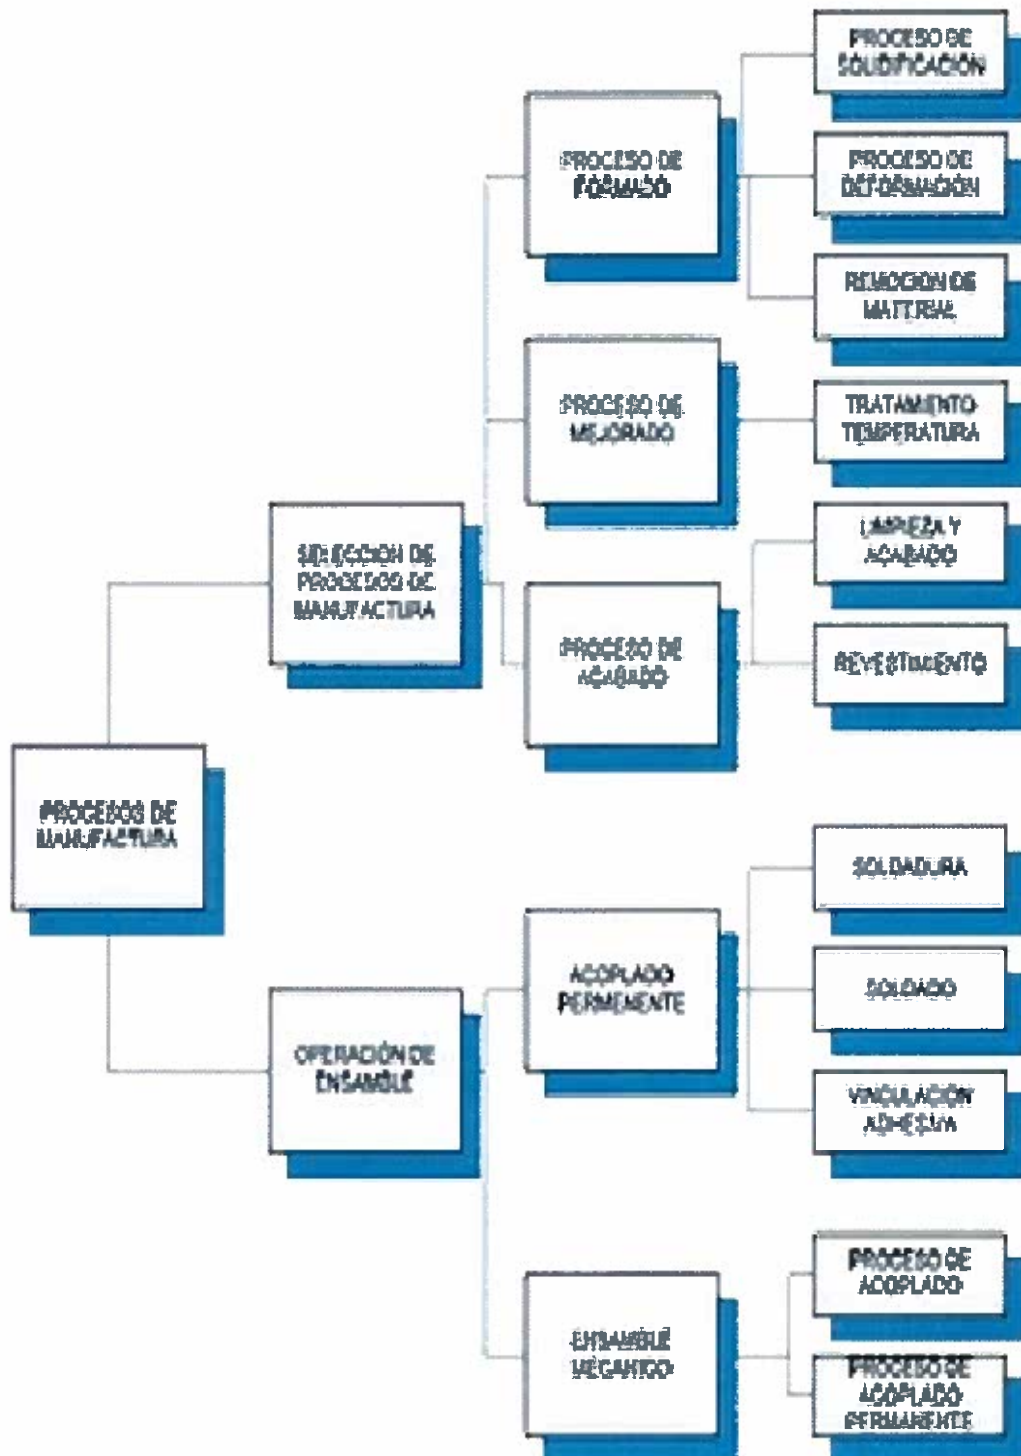 PROCESO DE
SOLIDIFICACION
PROCESO DE
FORMADO
PROCESO DE
DEFORMACIÓN
REMOCION DE
MATERIAL
PROCESO DE
MEJORADO
TRATAMIENTO
TEMPERATURA
SELECCION DE
PROCESOS DE
MANUFACTURA
LIMPIEZA Y
ACABADO
PROCESO DE
ACABADO
REVESTIMIENTO
PROCESOS DE
MANUFACTURA
SOLDADURA
ACOPLADO
PERMENENTE
SOLDADO
OPERACIÓN DE
ENSAMBLE
VINCULACION
ADHESIVA
PROCESO DE
ACOPLADO
ENSAMBLE
MECANICO
PROCESO DE
ACOPLADO
PERMANENTE